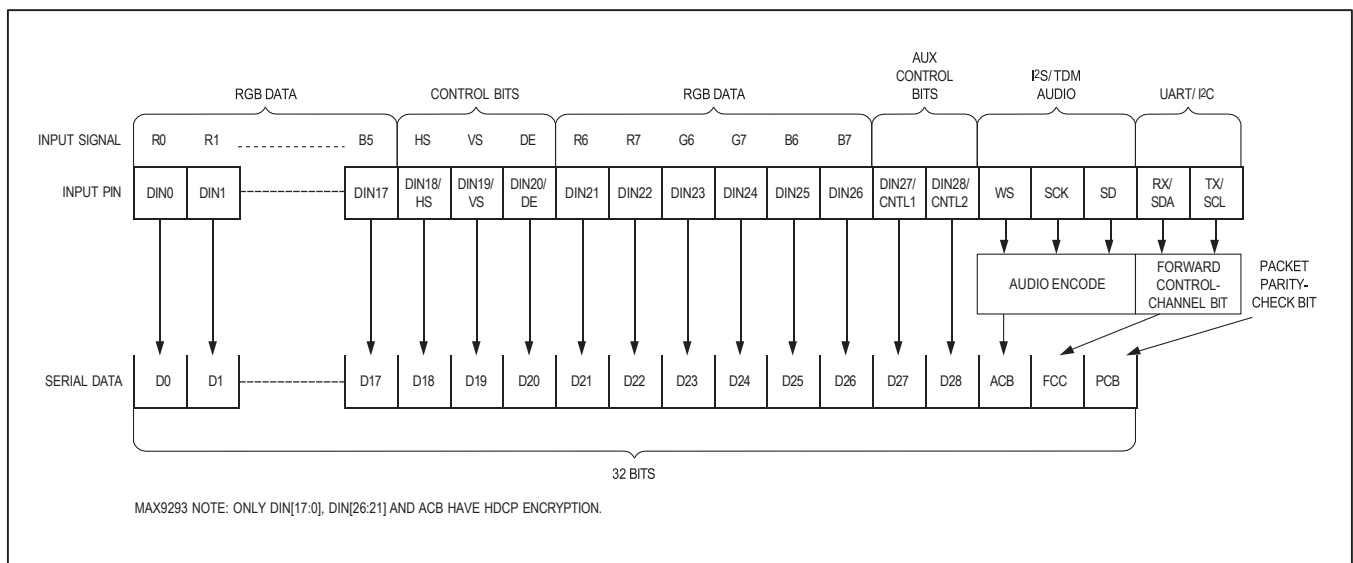 RGB DATA
CONTROL BITS
RGB DATA
AUX
CONTROL
BITS
I²S/TDM
AUDIO
UART/I²C
INPUT SIGNAL R0 R1 B5 HS VS DE R6 R7 G6 G7 B6 B7
INPUT PIN DIN0 DIN1 DIN17 DIN18/ HS DIN19/ VS DIN20/ DE DIN21 DIN22 DIN23 DIN24 DIN25 DIN26 DIN27/ CNTL1 DIN28/ CNTL2 WS SCK SD RX/ SDA TX/ SCL
AUDIO ENCODE
FORWARD
CONTROL-
CHANNEL BIT
PACKET
PARITY-
CHECK BIT
SERIAL DATA D0 D1 D17 D18 D19 D20 D21 D22 D23 D24 D25 D26 D27 D28 ACB FCC PCB
32 BITS
MAX9293 NOTE: ONLY DIN[17:0], DIN[26:21] AND ACB HAVE HDCP ENCRYPTION.